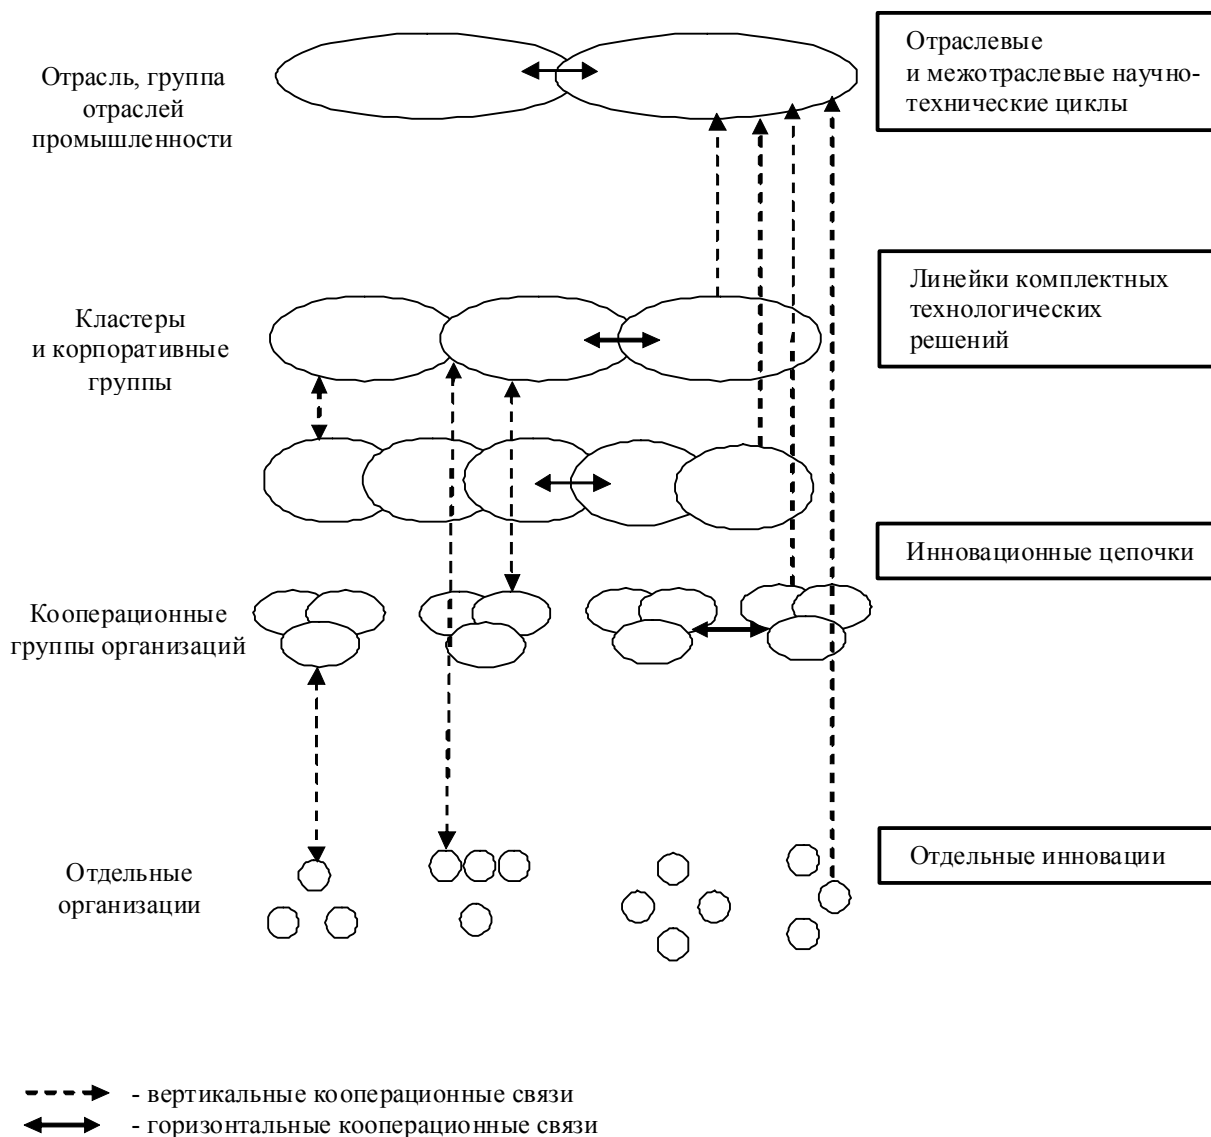 Отрасль, группа
отраслей
промышленности
Отраслевые
и межотраслевые научно-
технические циклы
Кластеры
и корпоративные
группы
Линейки комплектных
технологических
решений
Инновационные цепочки
Кооперационные
группы организаций
Отдельные
организации
Отдельные инновации
- вертикальные кооперационные связи
- горизонтальные кооперационные связи